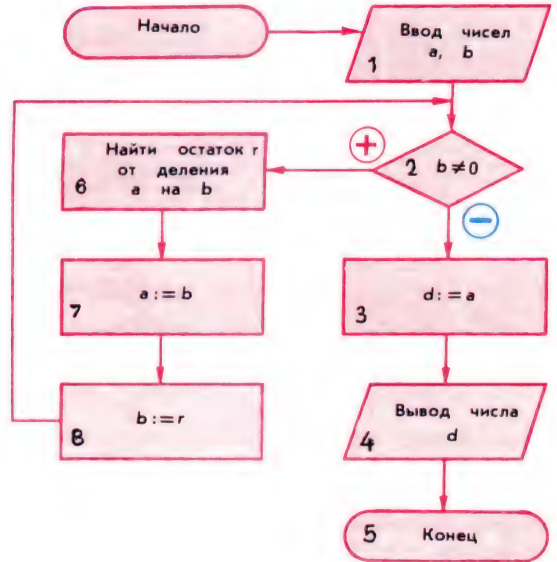 Начало
Ввод чисел
a, b
1
+
2 b≠0
−
Найти остаток r
от деления
6
a на b
a := b
7
b := r
8
d := a
3
Вывод числа
4
d
5 Конец